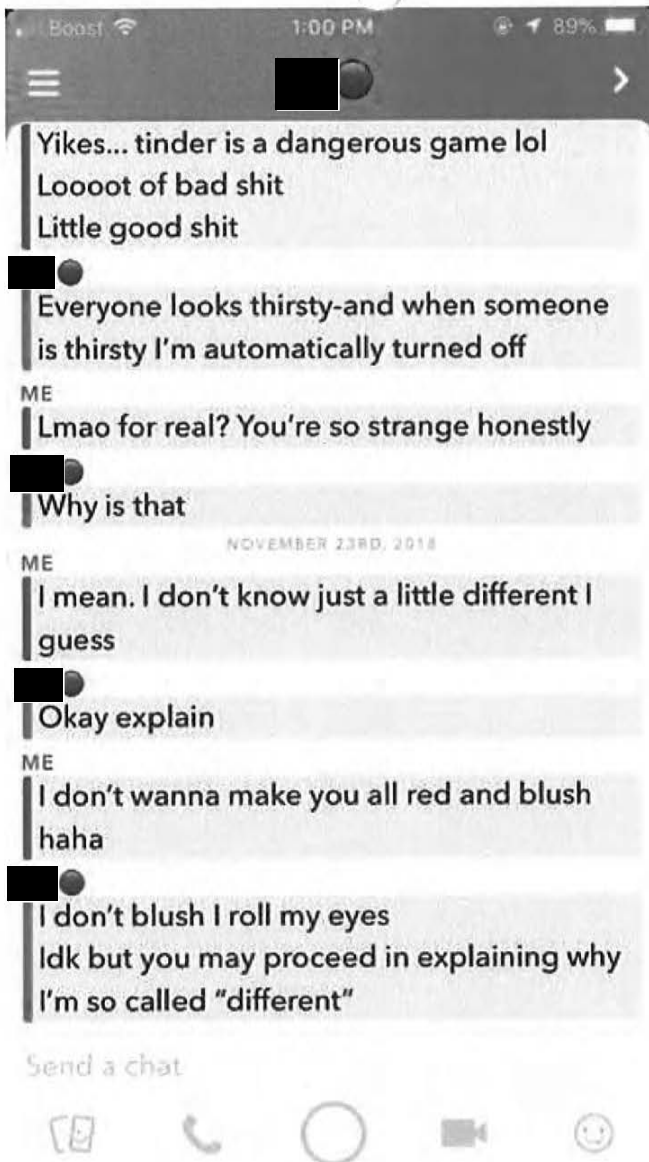 Boost 1:00 PM 89%
Yikes... tinder is a dangerous game lol
Loooot of bad shit
Little good shit
Everyone looks thirsty-and when someone
is thirsty I'm automatically turned off
ME
Lmao for real? You're so strange honestly
Why is that
NOVEMBER 23RD, 2018
ME
I mean. I don't know just a little different I
guess
Okay explain
ME
I don't wanna make you all red and blush
haha
I don't blush I roll my eyes
Idk but you may proceed in explaining why
I'm so called "different"
Send a chat